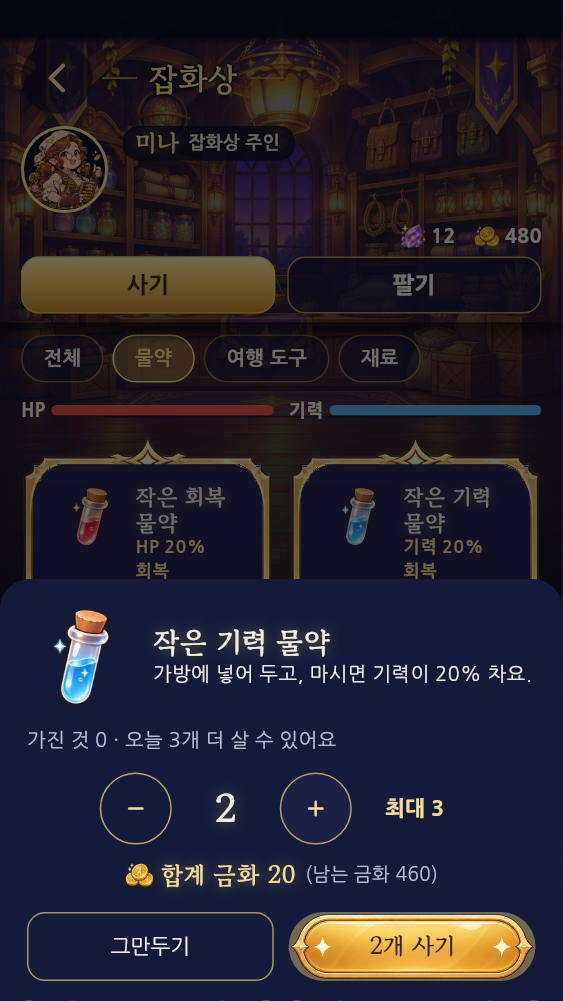 잡화상
미나 잡화상 주인
12 480
사기 팔기
전체 물약 여행 도구 재료
HP 기력
작은 회복
물약
HP 20%
회복
작은 기력
물약
기력 20%
회복
작은 기력 물약
가방에 넣어 두고, 마시면 기력이 20% 차요.
가진 것 0 · 오늘 3개 더 살 수 있어요
− 2 + 최대 3
합계 금화 20 (남는 금화 460)
그만두기 2개 사기